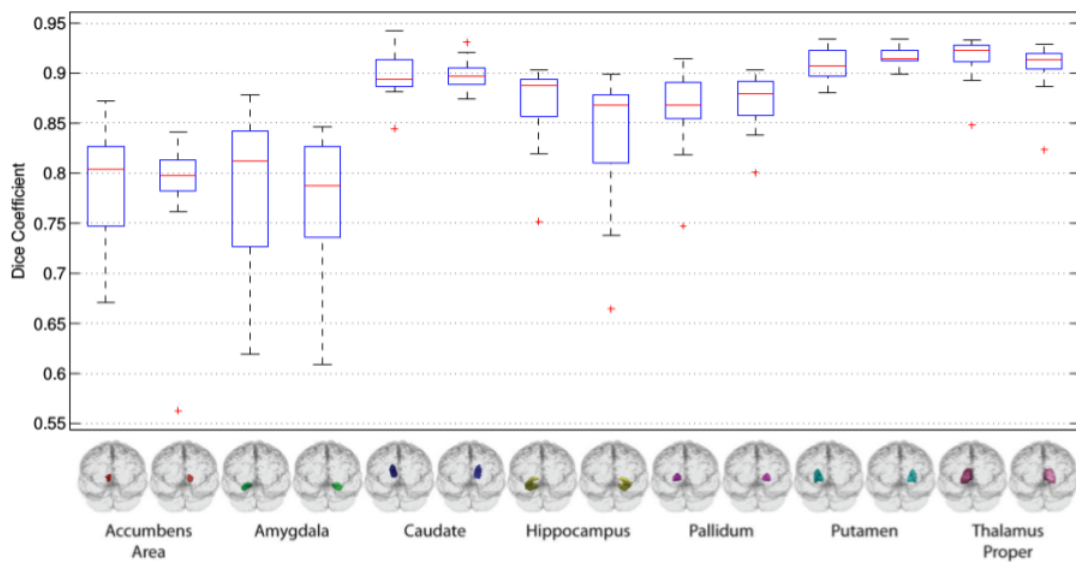 0.95
0.9
0.85
0.8
0.75
0.7
0.65
0.6
0.55
Dice Coefficient
Accumbens Area
Amygdala
Caudate
Hippocampus
Pallidum
Putamen
Thalamus Proper